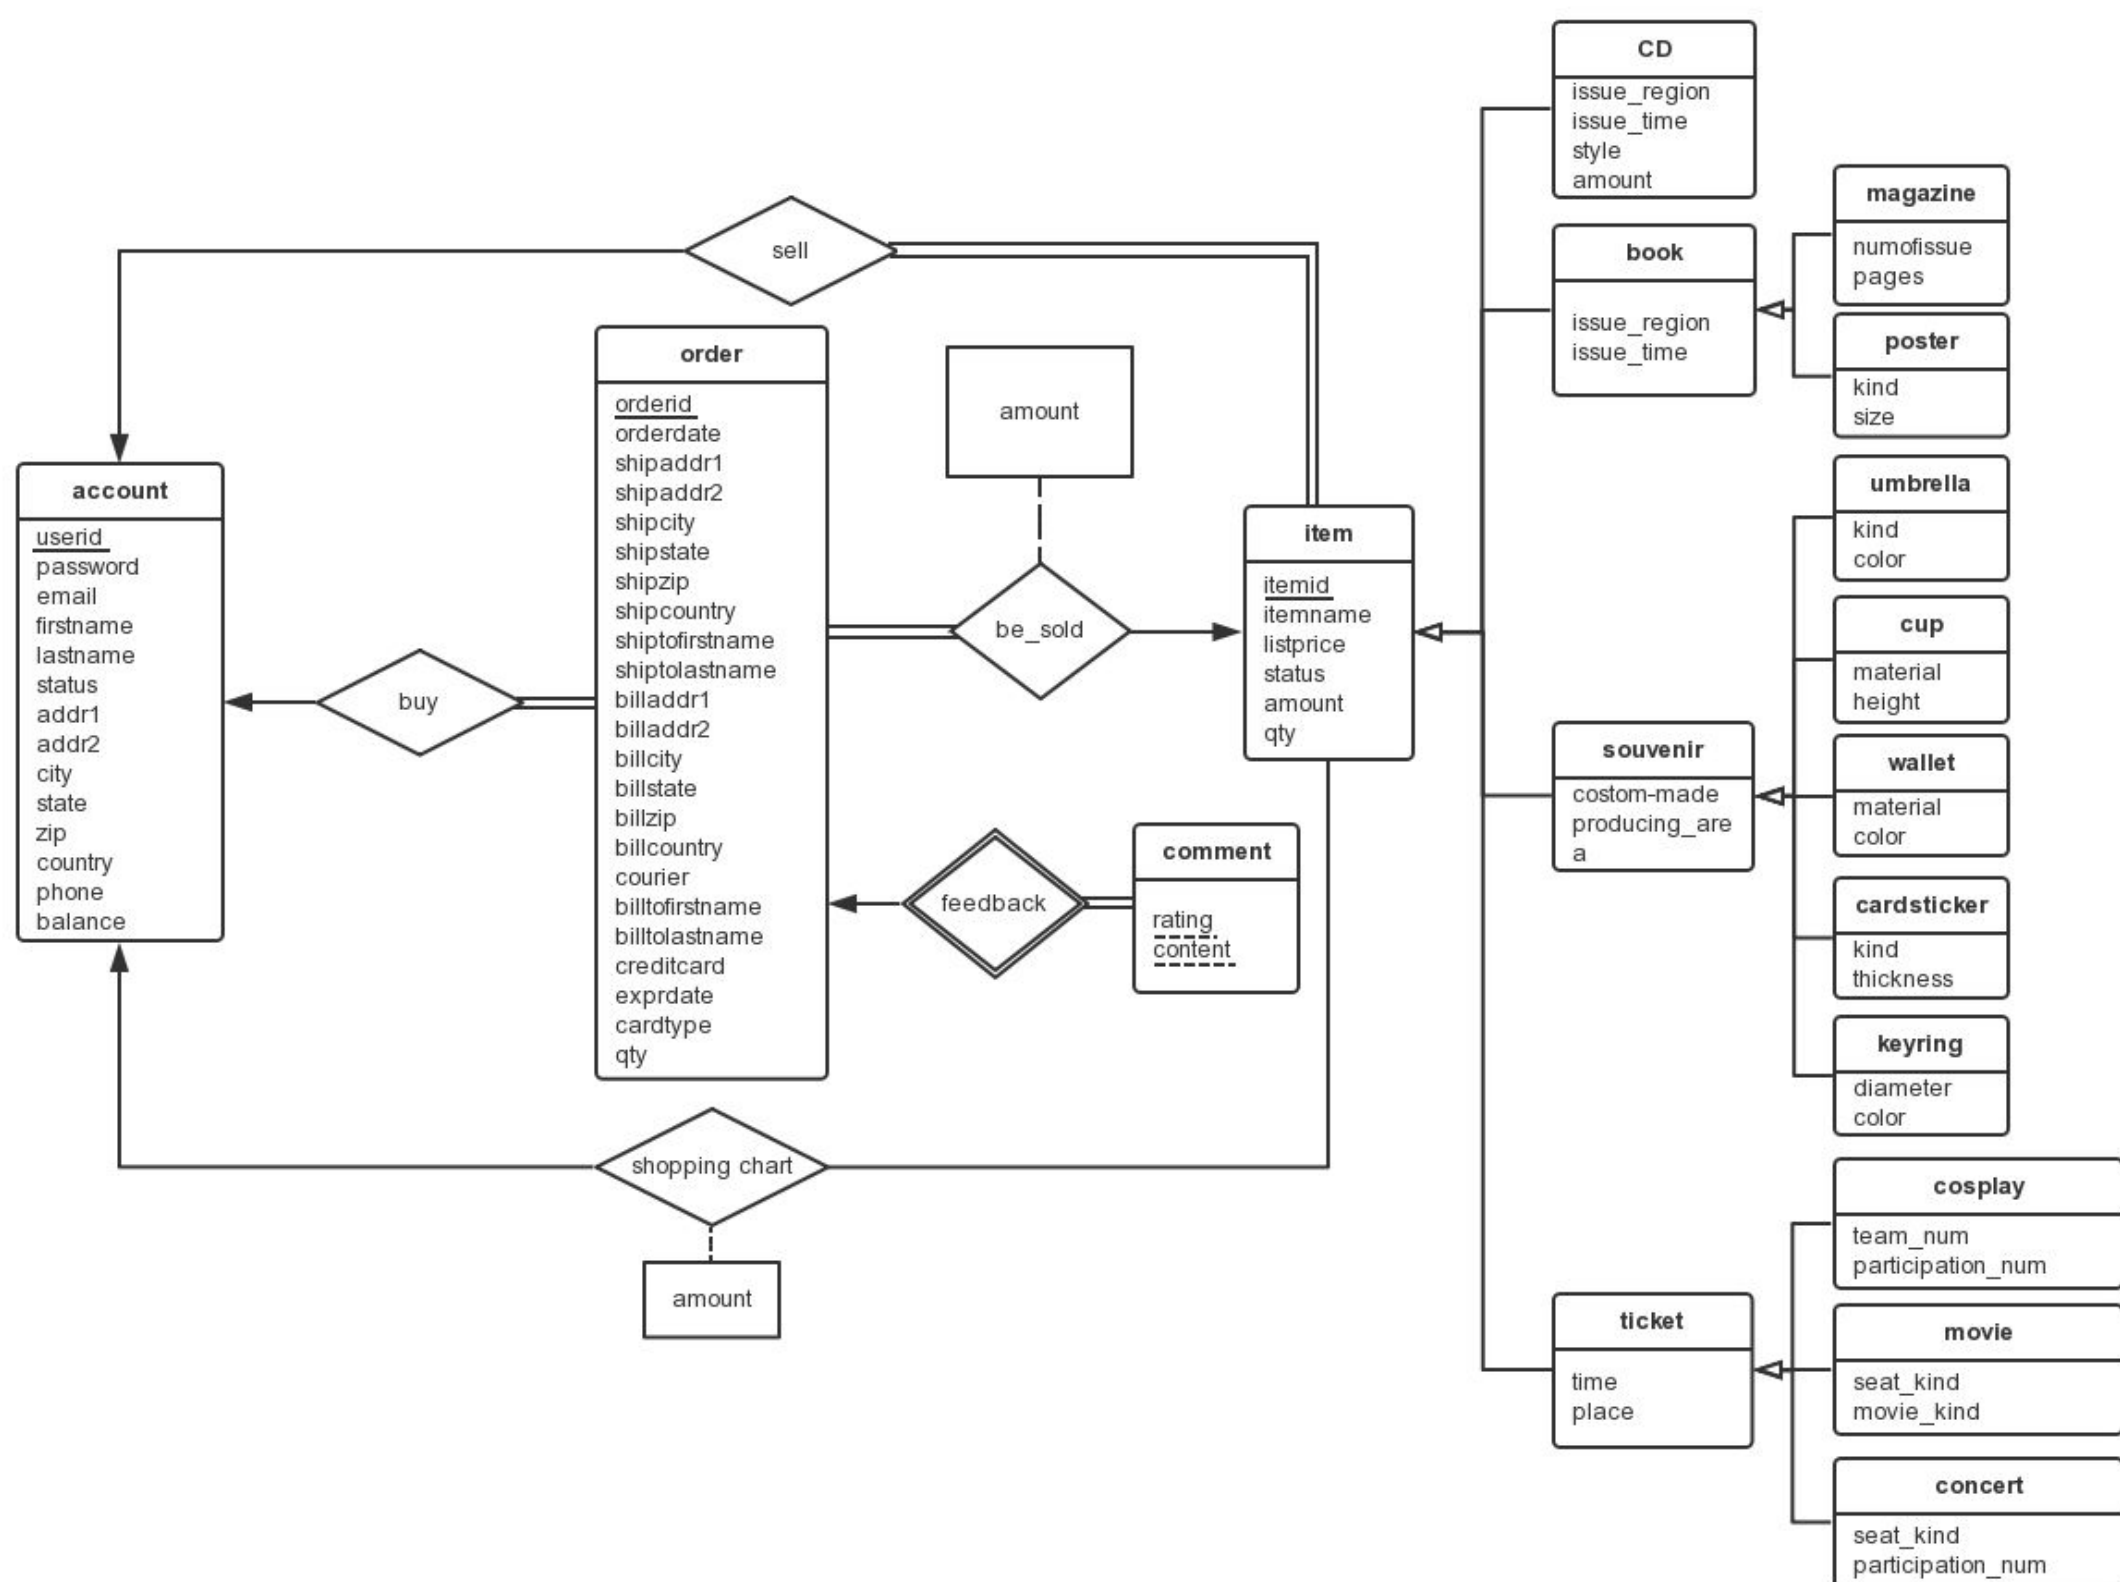 sell
account
userid
password
email
firstname
lastname
status
addr1
addr2
city
state
zip
country
phone
balance
buy
order
orderid
orderdate
shipaddr1
shipaddr2
shipcity
shipstate
shipzip
shipcountry
shiptofirstname
shiptolastname
billaddr1
billaddr2
billcity
billstate
billzip
billcountry
courier
billtofirstname
billtolastname
creditcard
exprdate
cardtype
qty
amount
be_sold
item
itemid
itemname
listprice
status
amount
qty
feedback
comment
rating
content
shopping chart
amount
CD
issue_region
issue_time
style
amount
book
issue_region
issue_time
magazine
numofissue
pages
poster
kind
size
souvenir
costom-made
producing_are
a
umbrella
kind
color
cup
material
height
wallet
material
color
cardsticker
kind
thickness
keyring
diameter
color
ticket
time
place
cosplay
team_num
participation_num
movie
seat_kind
movie_kind
concert
seat_kind
participation_num